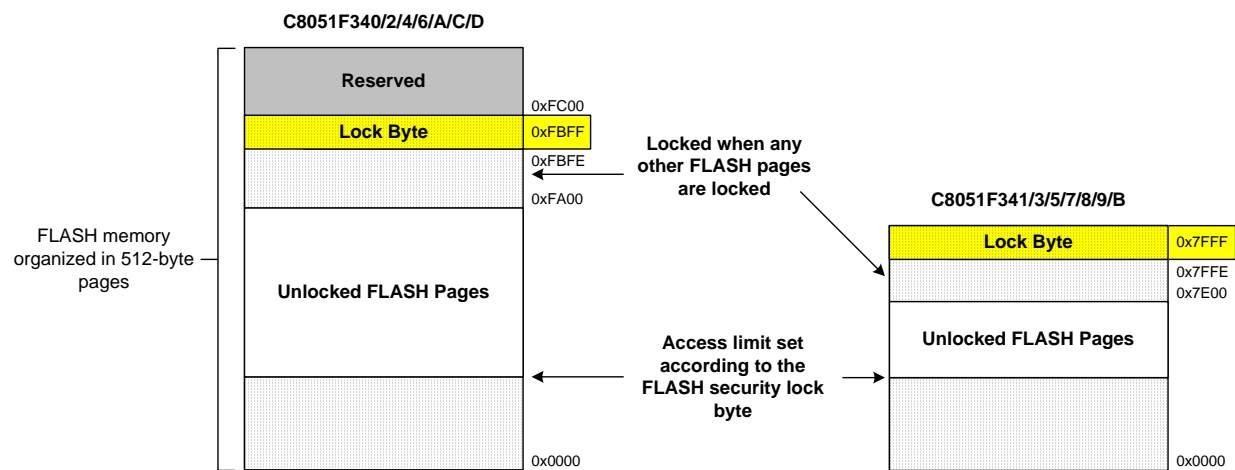 C8051F340/2/4/6/A/C/D
Reserved
0xFC00
Lock Byte
0xFBFF
0xFBFE
0xFA00
Locked when any
other FLASH pages
are locked
C8051F341/3/5/7/8/9/B
Lock Byte
0x7FFF
0x7FFE
0x7E00
FLASH memory
organized in 512-byte
pages
Unlocked FLASH Pages
Unlocked FLASH Pages
Access limit set
according to the
FLASH security lock
byte
0x0000
0x0000